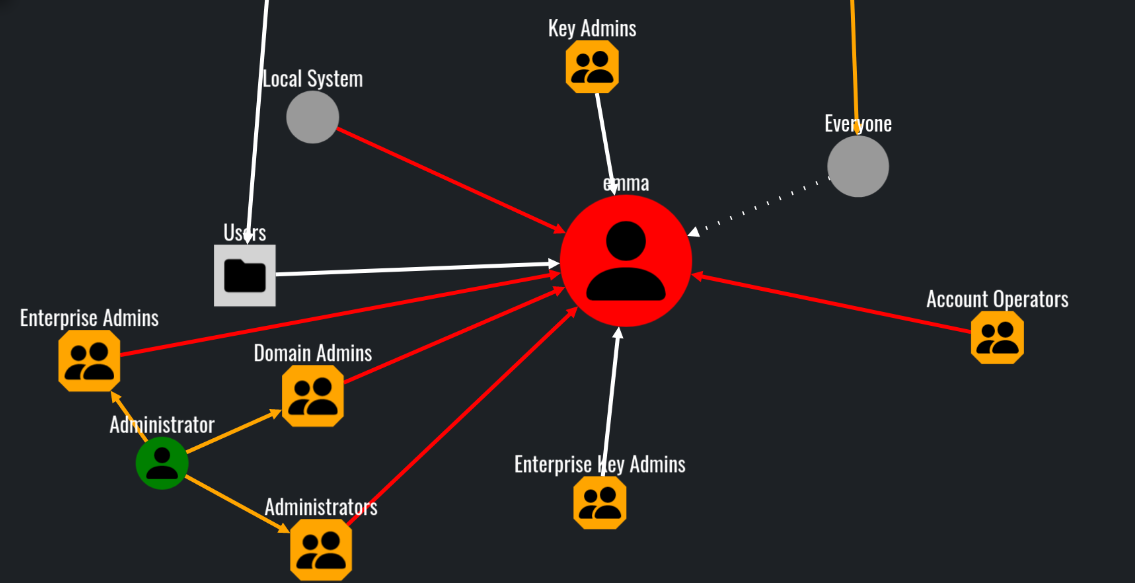 Key Admins
Local System
Everyone
emma
Users
Account Operators
Enterprise Admins
Domain Admins
Administrator
Enterprise Key Admins
Administrators